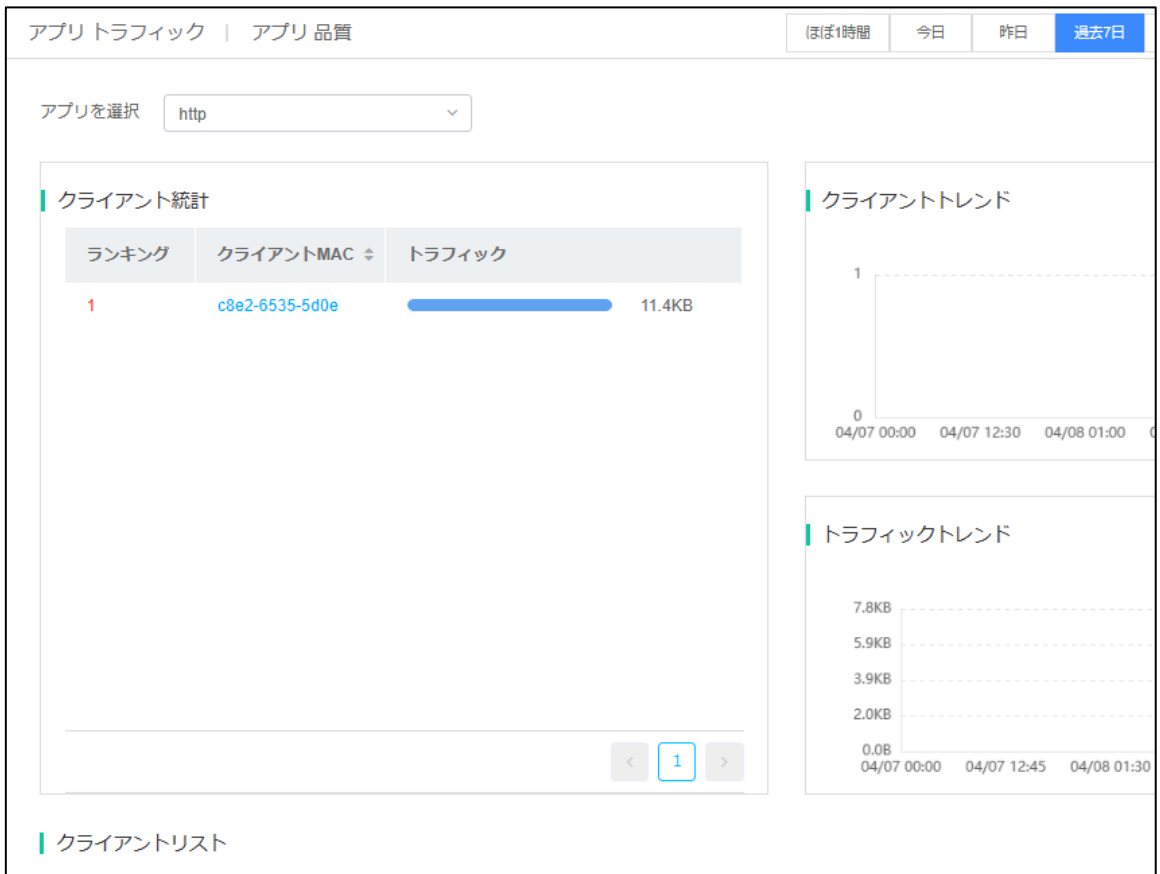 アプリ トラフィック | アプリ 品質
ほぼ1時間 今日 昨日 過去7日
アプリを選択 http
クライアント統計
ランキング クライアントMAC トラフィック
1 c8e2-6535-5d0e 11.4KB
< 1 >
クライアントトレンド
1
0
04/07 00:00 04/07 12:30 04/08 01:00
トラフィックトレンド
7.8KB
5.9KB
3.9KB
2.0KB
0.0B
04/07 00:00 04/07 12:45 04/08 01:30
クライアントリスト